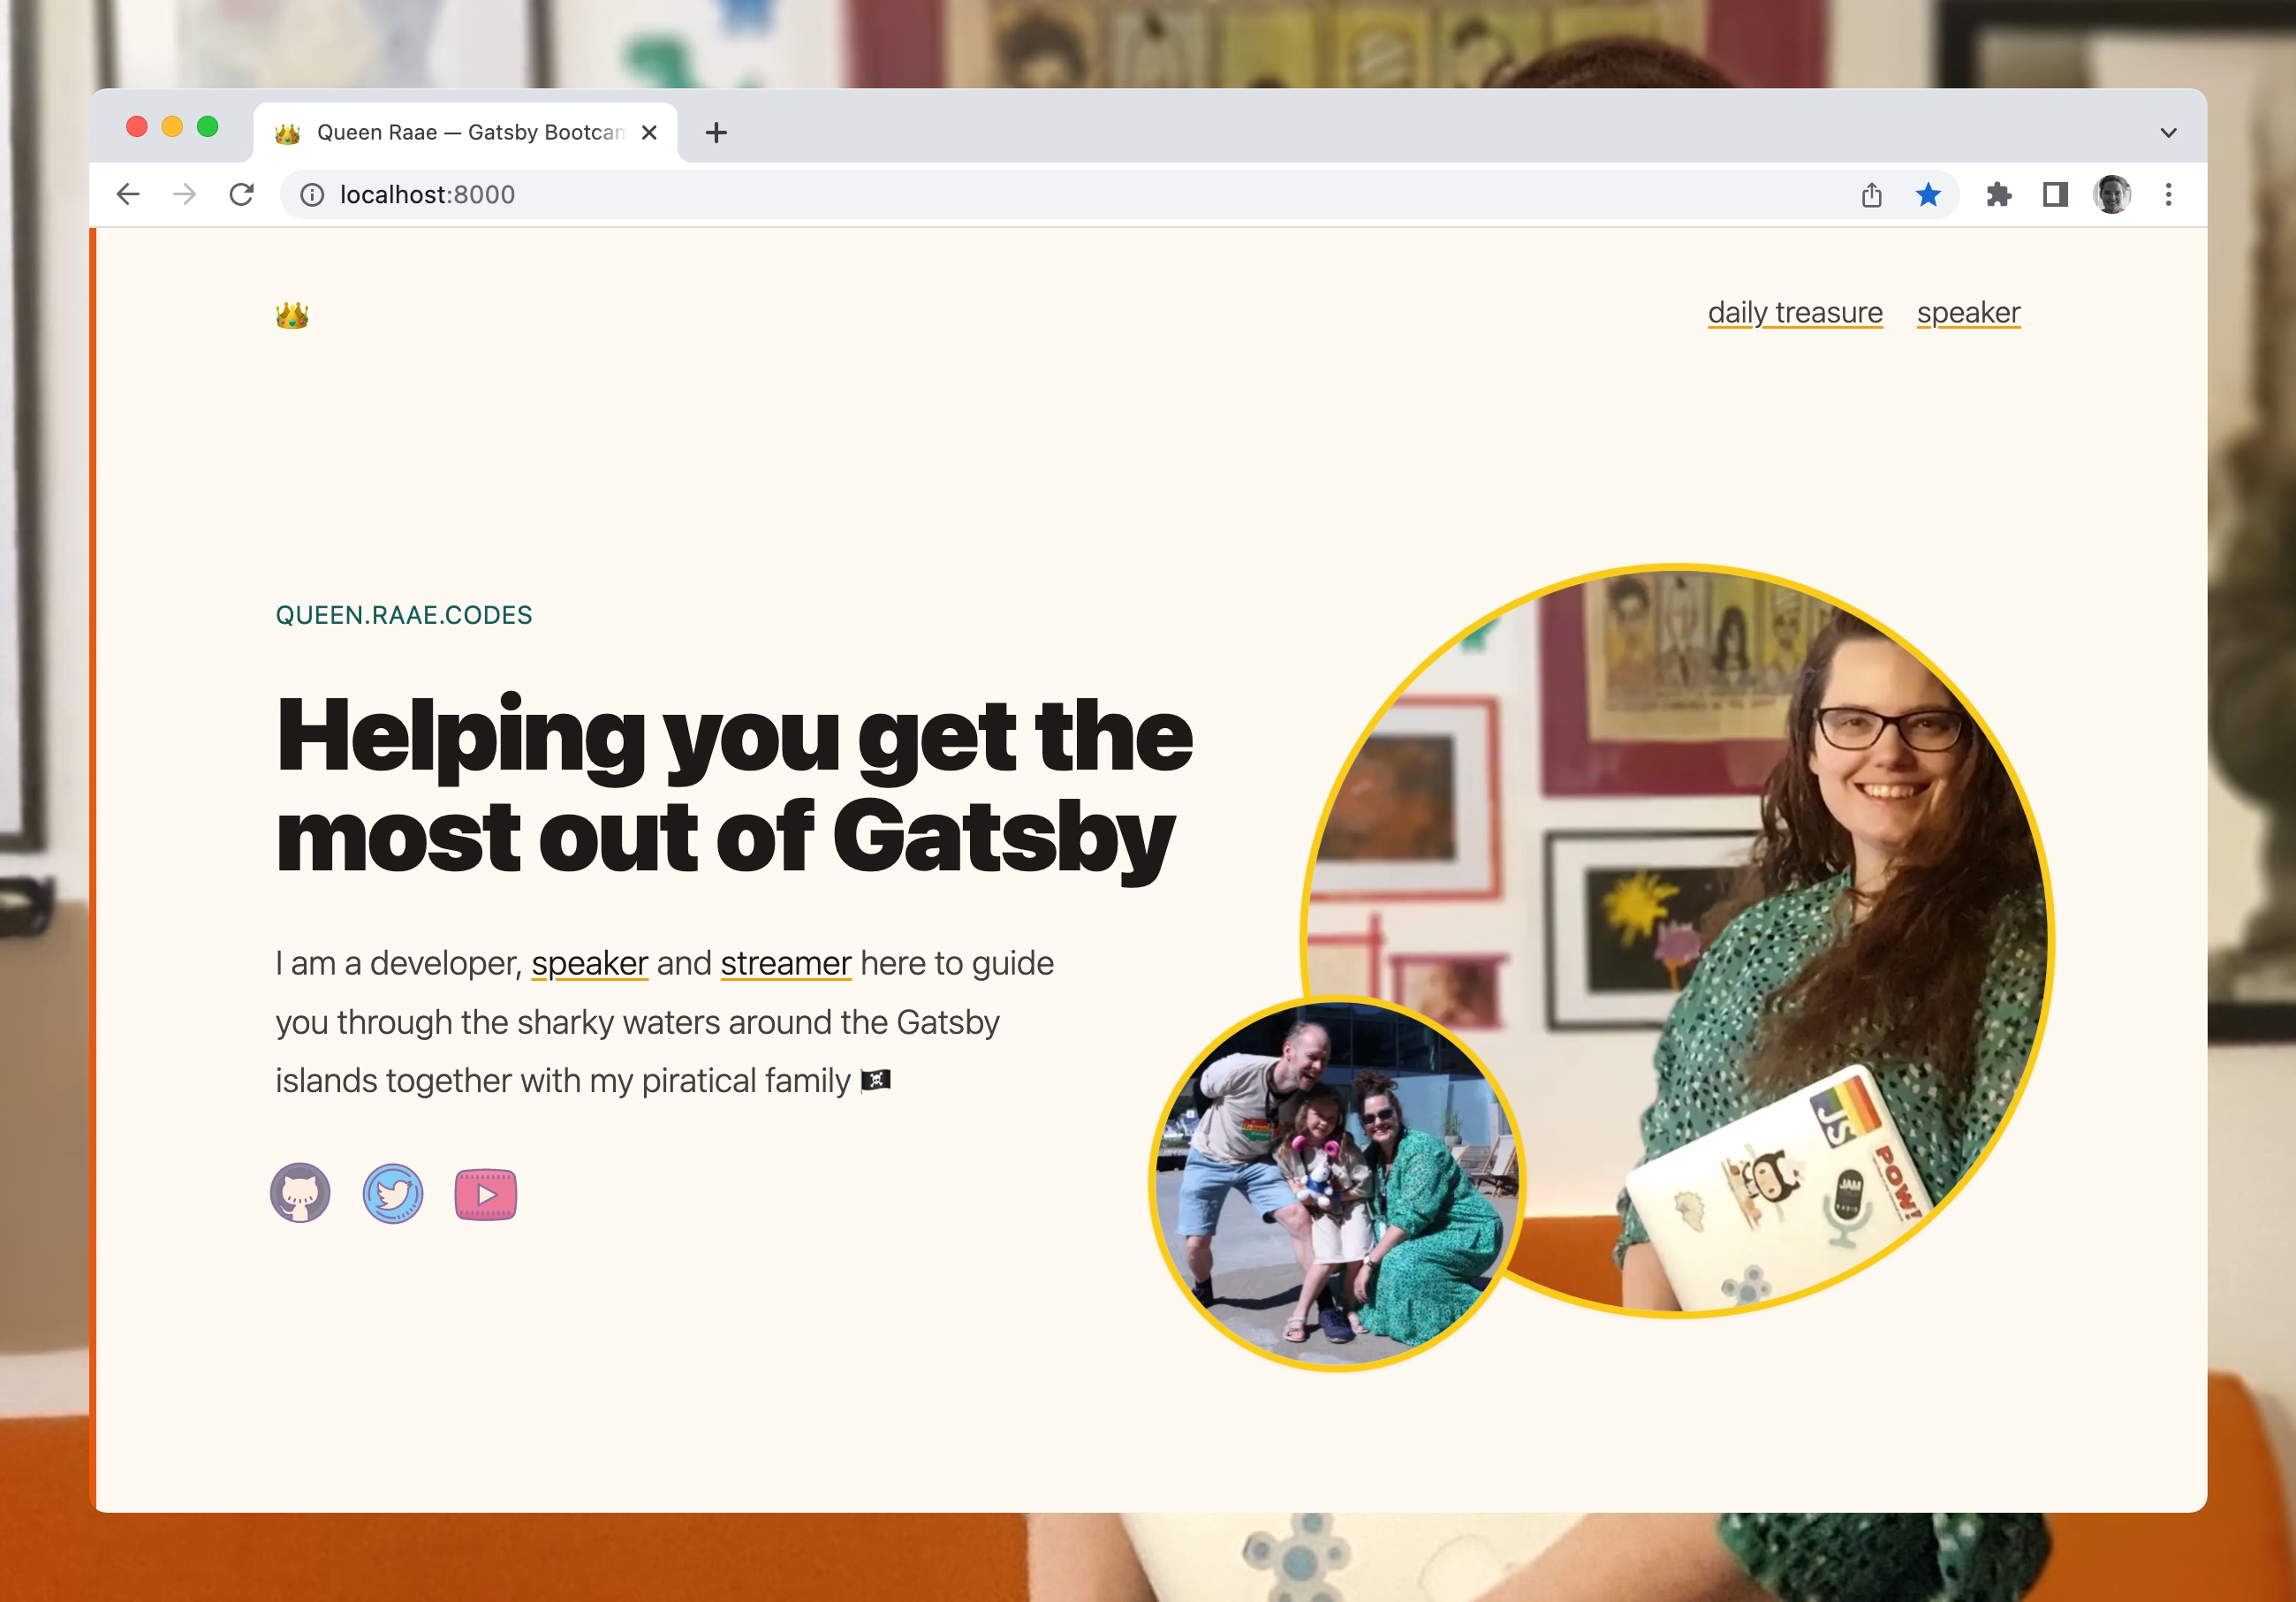 Queen Raae — Gatsby Bootcam
localhost:8000
daily treasure speaker
QUEEN.RAAE.CODES
Helping you get the
most out of Gatsby
I am a developer, speaker and streamer here to guide
you through the sharky waters around the Gatsby
islands together with my piratical family
JS
POW!
JAM